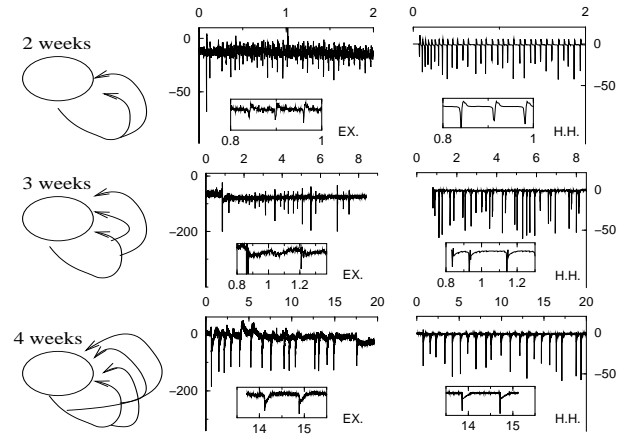 0 1 2 0 1 2
2 weeks
0 0
−50 −50
0.8 1 EX. 0.8 1 H.H.
0 2 4 6 8 0 2 4 6 8
3 weeks
0 0
−200 −50
0.8 1 1.2 EX. 0.8 1 1.2 H.H.
0 5 10 15 20 0 5 10 15 20
4 weeks
0 0
−200 −50
14 15 EX. 14 15 H.H.